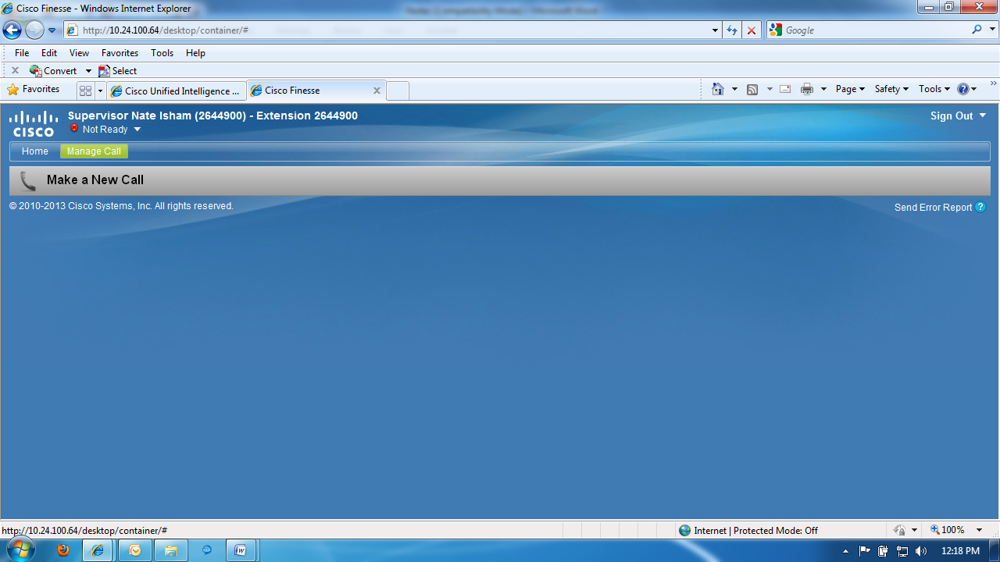 Cisco Finesse - Windows Internet Explorer
http://10.24.100.64/desktop/container/#
Google
File Edit View Favorites Tools Help
Convert Select
Favorites
Cisco Unified Intelligence ...
Cisco Finesse
Page Safety Tools
CISCO
Supervisor Nate Isham (2644900) - Extension 2644900
Not Ready
Sign Out
Home Manage Call
Make a New Call
© 2010-2013 Cisco Systems, Inc. All rights reserved.
Send Error Report ?
http://10.24.100.64/desktop/container/#
Internet | Protected Mode: Off
100%
12:18 PM